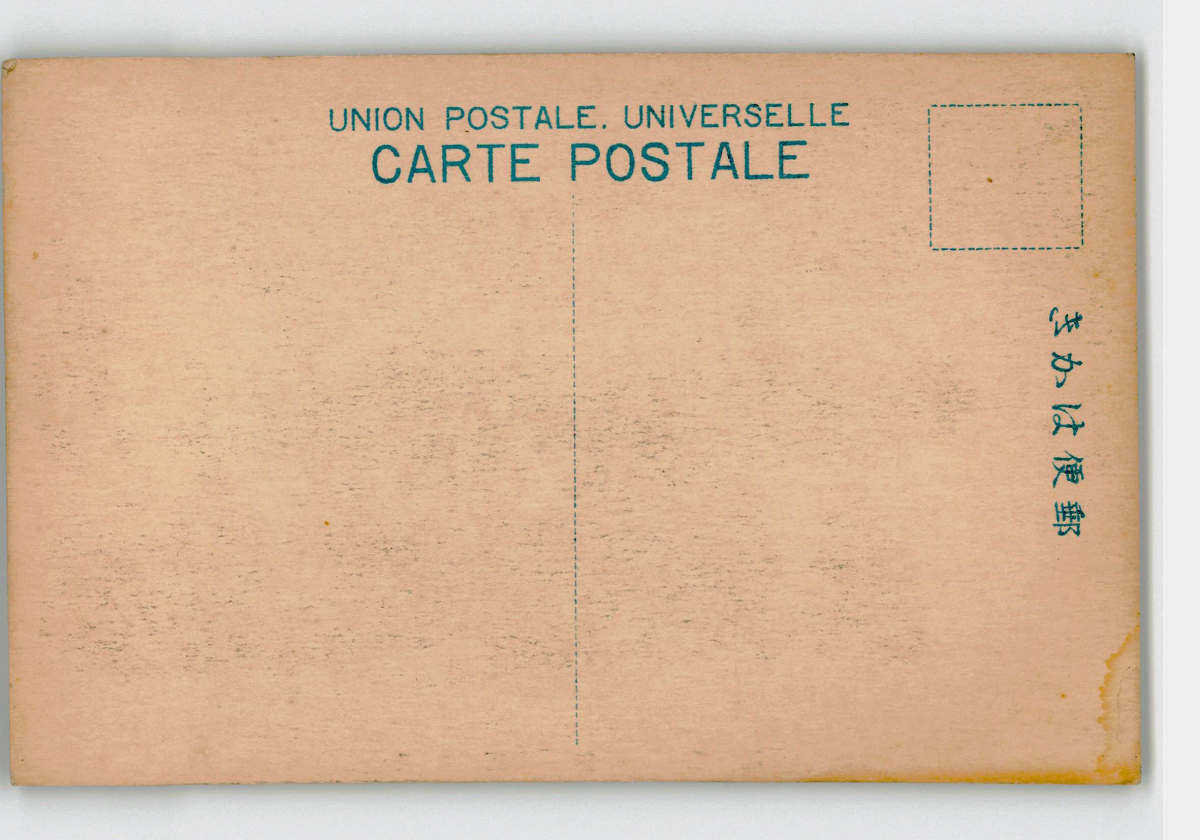 UNION POSTALE. UNIVERSELLE
CARTE POSTALE
きかは便郵